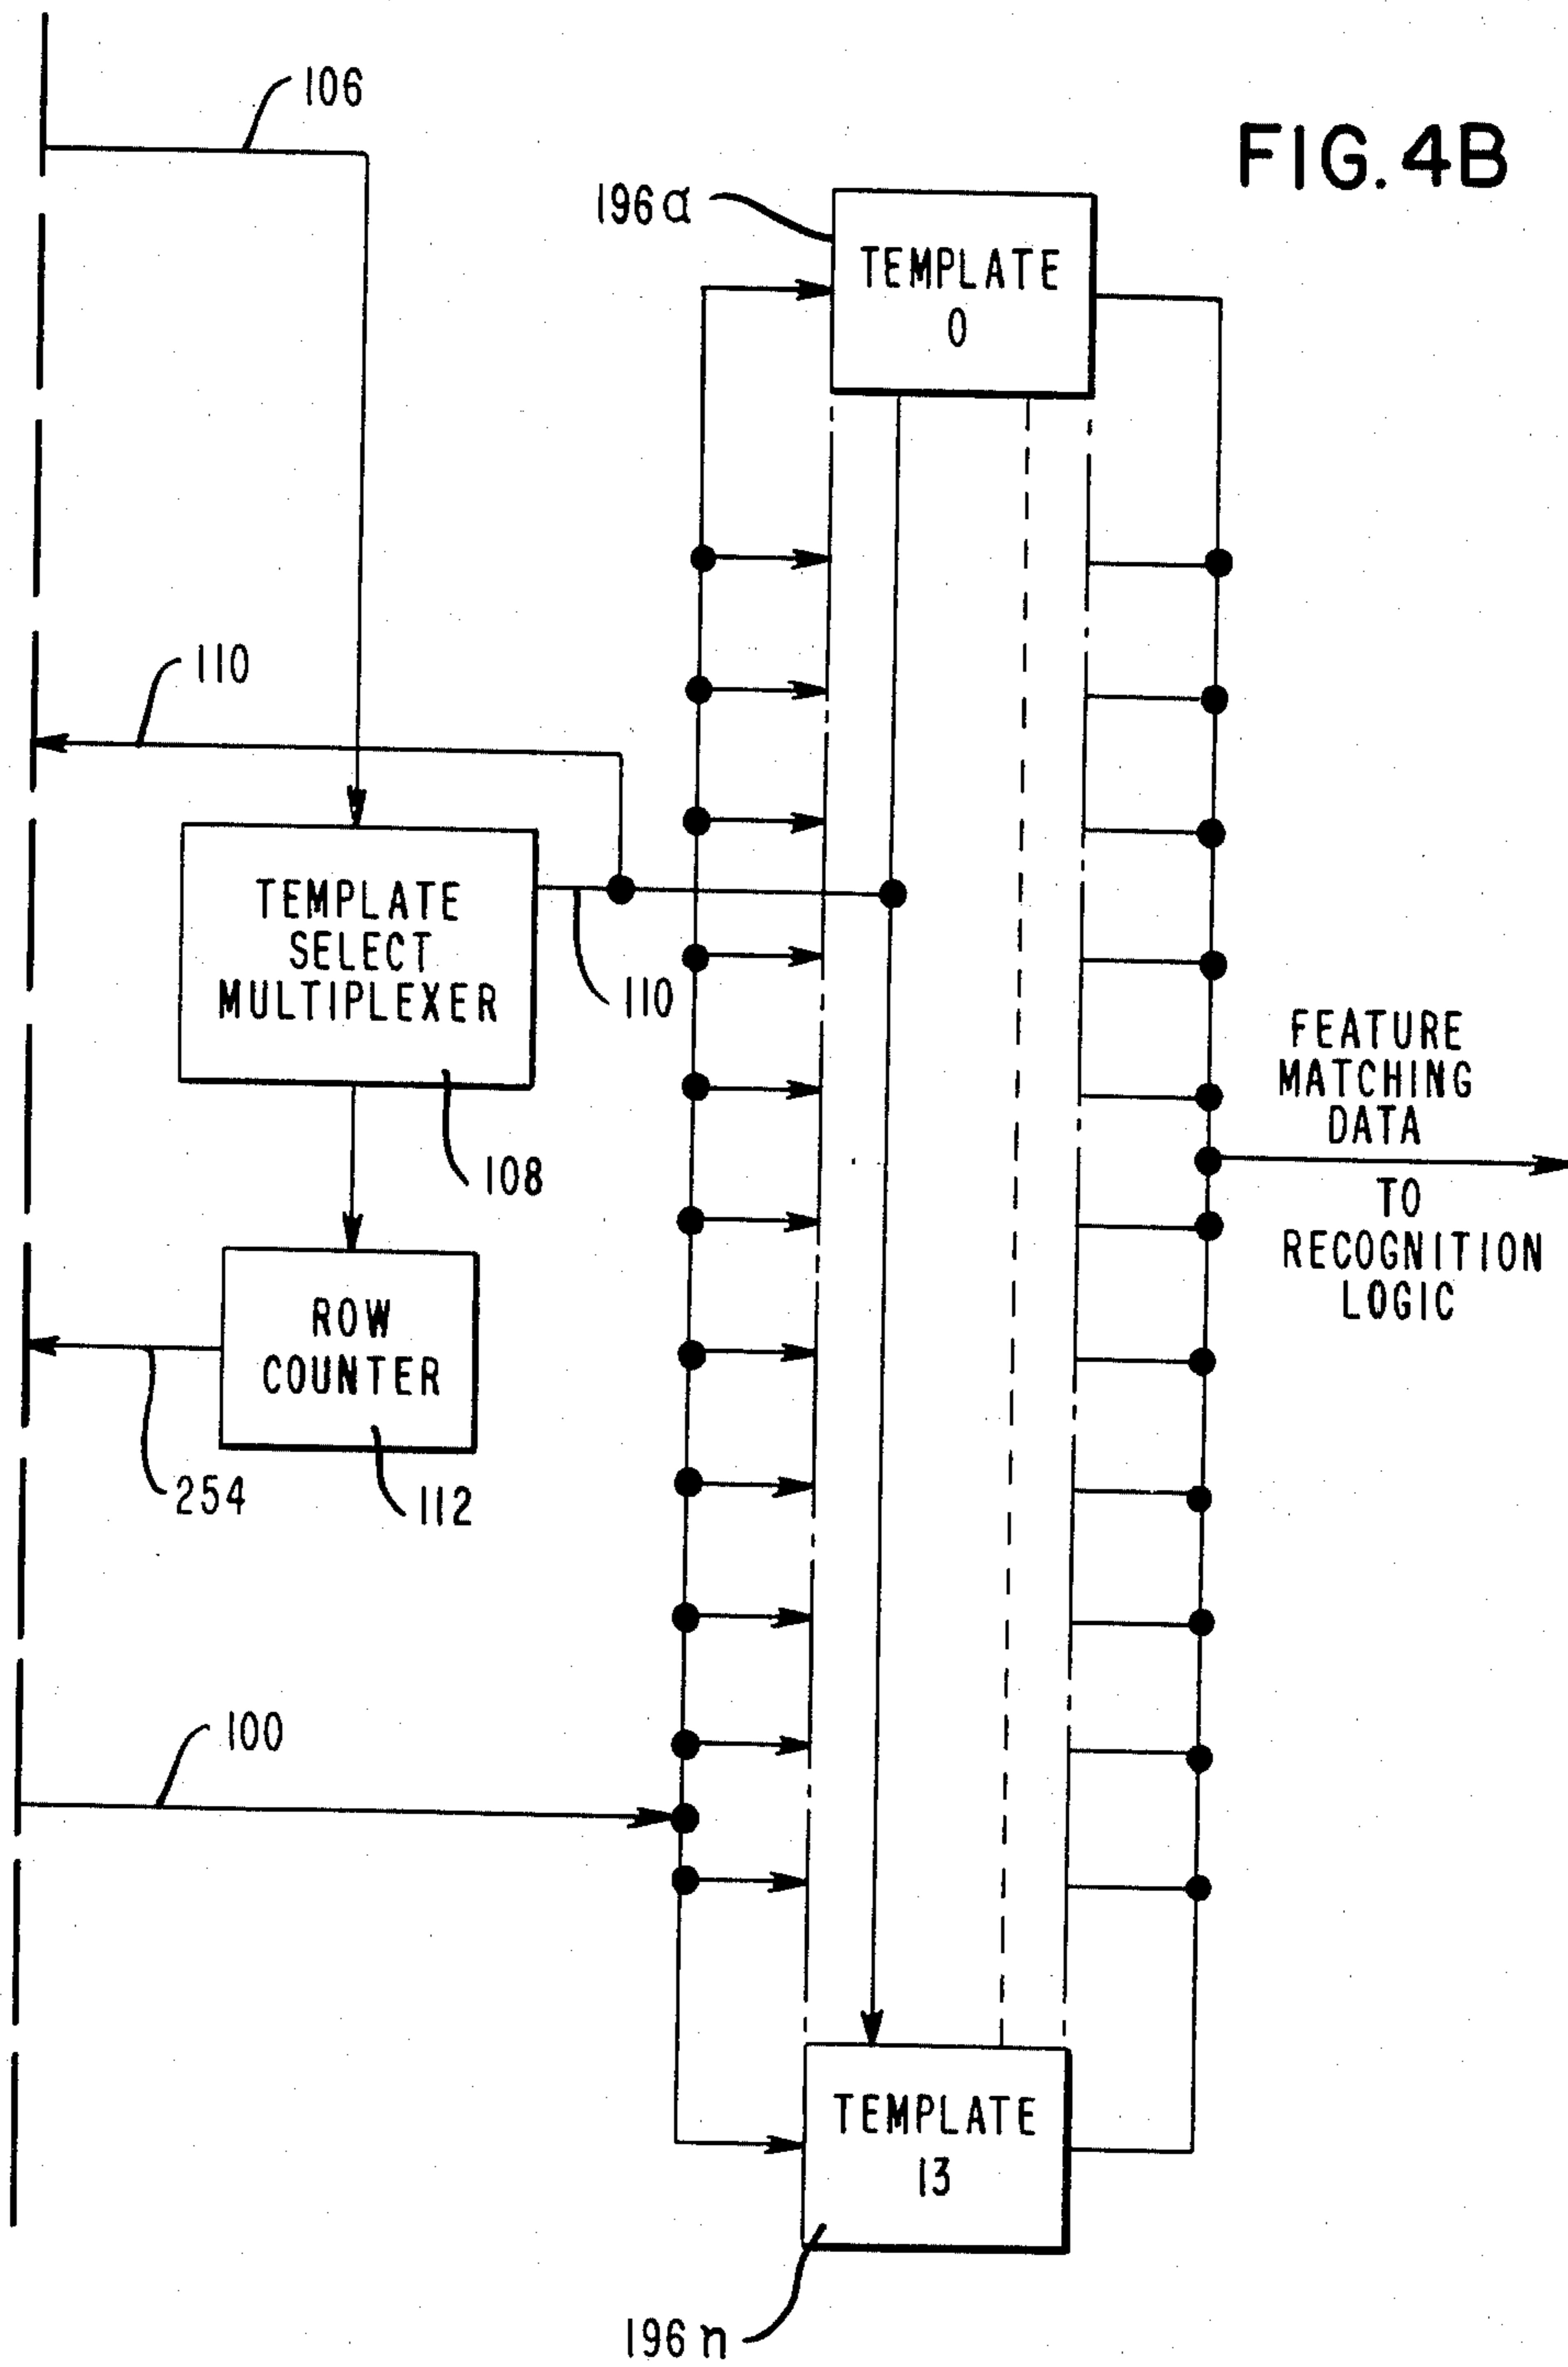 106
FIG. 4B
196a
TEMPLATE
0
110
TEMPLATE
SELECT
MULTIPLEXER
110
FEATURE
MATCHING
DATA
TO
RECOGNITION
LOGIC
108
ROW
COUNTER
254
112
100
TEMPLATE
13
196n